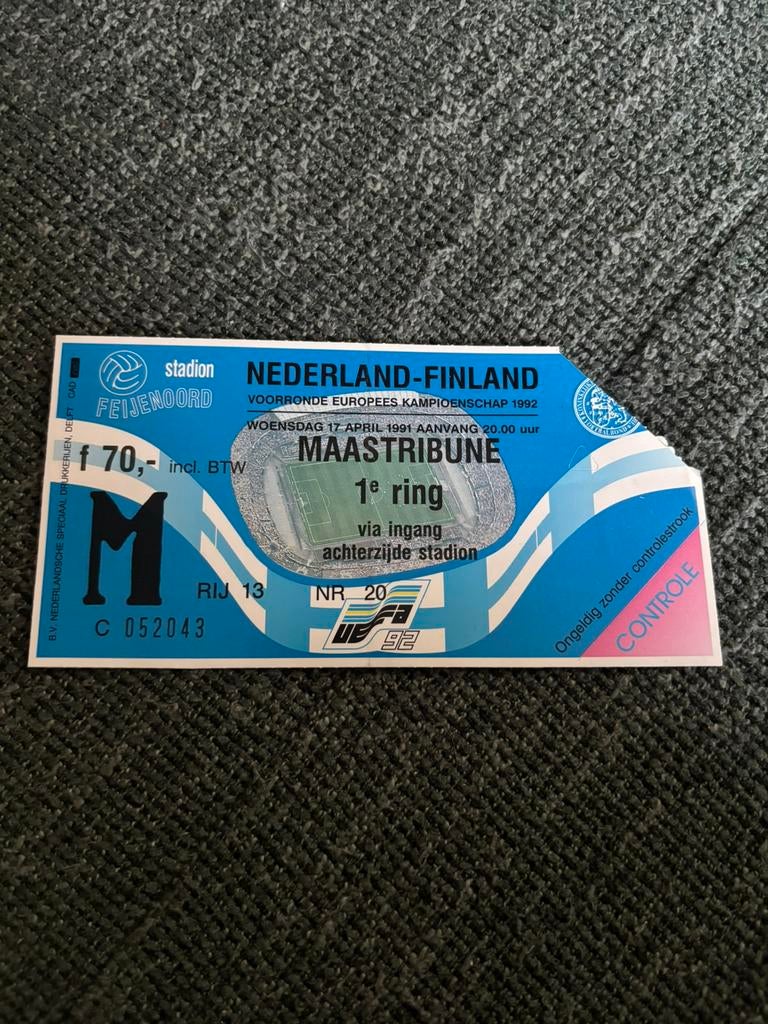 stadion
FEIJENOORD
NEDERLAND-FINLAND
VOORRONDE EUROPEES KAMPIOENSCHAP 1992
WOENSDAG 17 APRIL 1991 AANVANG 20.00 uur
MAASTRIBUNE
1e ring
via ingang
achterzijde stadion
f 70,- incl. BTW
M
RIJ 13 NR 20
C 052043
UEFA
92
Ongeldig zonder controlestrook
CONTROLE
B.V. NEDERLANDSCHE SPECIAAL DRUKKERIJEN, DELFT CAD